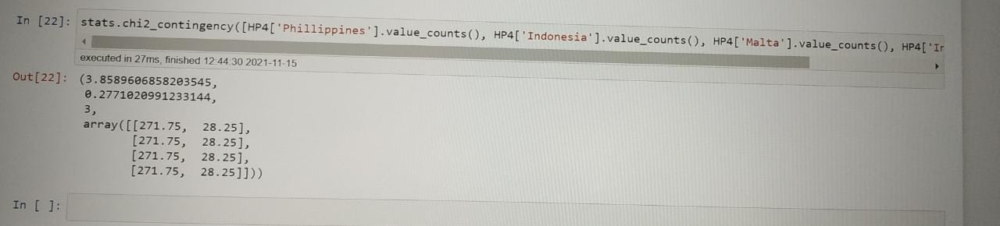 In [22]: stats.chi2_contingency([HP4['Phillippines'].value_counts(), HP4['Indonesia'].value_counts(), HP4['Malta'].value_counts(), HP4['Ir
executed in 27ms, finished 12:44:30 2021-11-15
Out[22]: (3.8589606858203545,
0.2771020991233144,
3,
array([[271.75, 28.25],
[271.75, 28.25],
[271.75, 28.25],
[271.75, 28.25]]))
In [ ]: